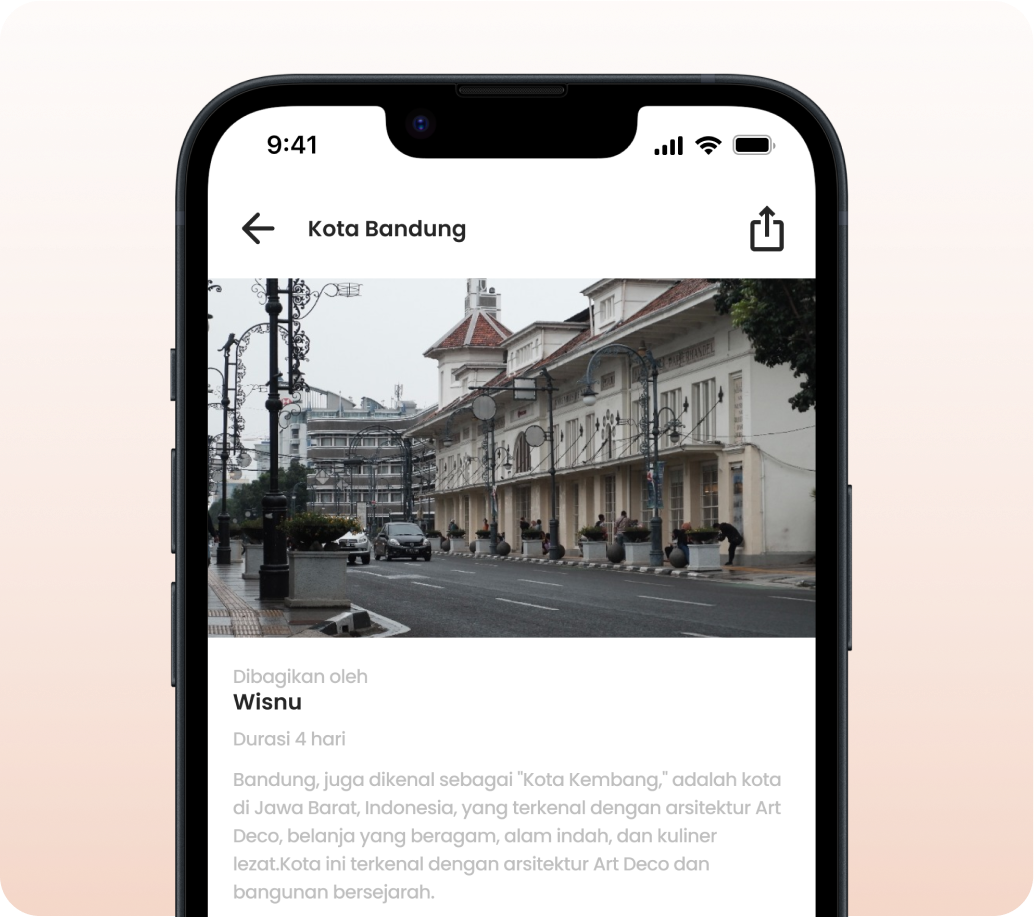 9:41
Kota Bandung
Dibagikan oleh
Wisnu
Durasi 4 hari
Bandung, juga dikenal sebagai "Kota Kembang," adalah kota
di Jawa Barat, Indonesia, yang terkenal dengan arsitektur Art
Deco, belanja yang beragam, alam indah, dan kuliner
lezat.Kota ini terkenal dengan arsitektur Art Deco dan
bangunan bersejarah.